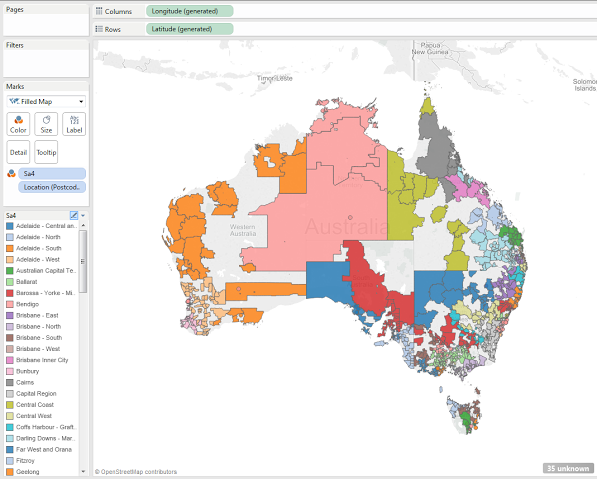 Pages
Columns
Longitude (generated)
Rows
Latitude (generated)
Filters
Marks
Filled Map
Color
Size
Label
Detail
Tooltip
Sa4
Location (Postcod..
Sa4
Adelaide - Central an..
Adelaide - North
Adelaide - South
Adelaide - West
Australian Capital Te..
Ballarat
Barossa - Yorke - Mi..
Bendigo
Brisbane - East
Brisbane - North
Brisbane - South
Brisbane - West
Brisbane Inner City
Bunbury
Cairns
Capital Region
Central Coast
Central West
Coffs Harbour - Graft..
Darling Downs - Mar..
Far West and Orana
Fitzroy
Geelong
Papua
New Guinea
Timor-Leste
Solomon
Islands
Western
Australia
Australia
© OpenStreetMap contributors
35 unknown